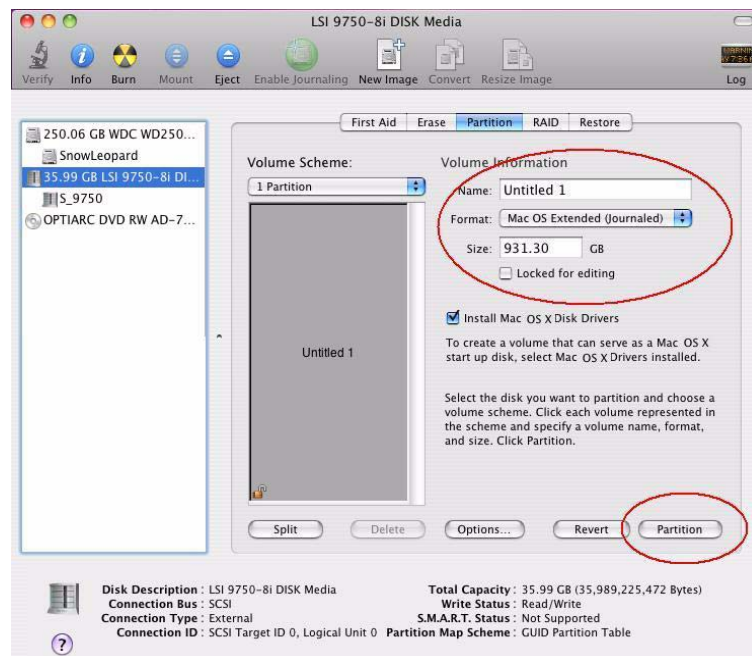 LSI 9750-8i DISK Media
Verify Info Burn Mount Eject Enable Journaling New Image Convert Resize Image Log
First Aid Erase Partition RAID Restore
250.06 GB WDC WD250...
SnowLeopard
35.99 GB LSI 9750-8i DI...
S_9750
OPTIARC DVD RW AD-7...
Volume Scheme:
1 Partition
Untitled 1
Volume Information
Name: Untitled 1
Format: Mac OS Extended (Journaled)
Size: 931.30 GB
Locked for editing
Install Mac OS X Disk Drivers
To create a volume that can serve as a Mac OS X
start up disk, select Mac OS X Drivers installed.
Select the disk you want to partition and choose a
volume scheme. Click each volume represented in
the scheme and specify a volume name, format,
and size. Click Partition.
Split Delete Options... Revert Partition
Disk Description : LSI 9750-8i DISK Media
Connection Bus : SCSI
Connection Type : External
Connection ID : SCSI Target ID 0, Logical Unit 0
Total Capacity : 35.99 GB (35,989,225,472 Bytes)
Write Status : Read/Write
S.M.A.R.T. Status : Not Supported
Partition Map Scheme : GUID Partition Table
?